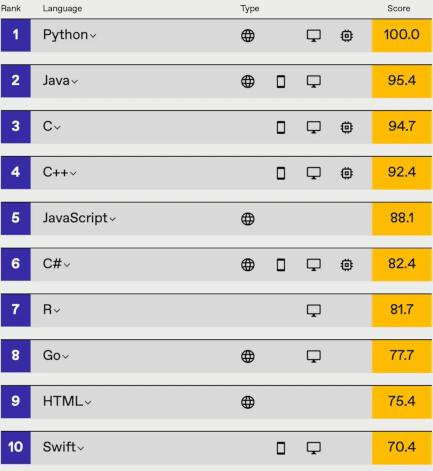 Rank Language Type Score
1 Python 100.0
2 Java 95.4
3 C 94.7
4 C++ 92.4
5 JavaScript 88.1
6 C# 82.4
7 R 81.7
8 Go 77.7
9 HTML 75.4
10 Swift 70.4